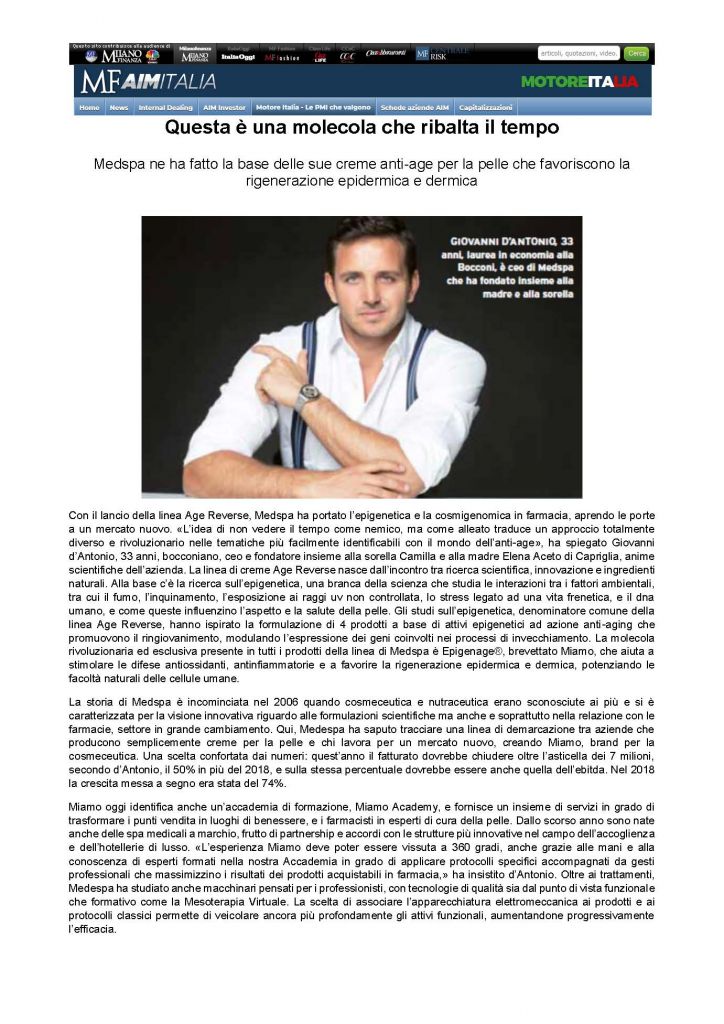 Questo sito contribuisce alla audience di
MILANO FINANZA
MilanoFinanza
MILANO FINANZA
ItaliaOggi
ItaliaOggi
MF Fashion
MF fashion
Class Life
LIFE
CCeC
Class Abbonamenti
MF CENTRALE RISK
articoli, quotazioni, video,
Cerca
MF AIMITALIA
MOTOREITALIA
Home
News
Internal Dealing
AIM Investor
Motore Italia - Le PMI che valgono
Schede aziende AIM
Capitalizzazioni
Questa è una molecola che ribalta il tempo
Medspa ne ha fatto la base delle sue creme anti-age per la pelle che favoriscono la
rigenerazione epidermica e dermica
GIOVANNI D'ANTONIO, 33
anni, laurea in economia alla
Bocconi, è ceo di Medspa
che ha fondato insieme alla
madre e alla sorella
Con il lancio della linea Age Reverse, Medspa ha portato l'epigenetica e la cosmigenomica in farmacia, aprendo le porte
a un mercato nuovo. «L'idea di non vedere il tempo come nemico, ma come alleato traduce un approccio totalmente
diverso e rivoluzionario nelle tematiche più facilmente identificabili con il mondo dell'anti-age», ha spiegato Giovanni
d'Antonio, 33 anni, bocconiano, ceo e fondatore insieme alla sorella Camilla e alla madre Elena Aceto di Capriglia, anime
scientifiche dell'azienda. La linea di creme Age Reverse nasce dall'incontro tra ricerca scientifica, innovazione e ingredienti
naturali. Alla base c'è la ricerca sull'epigenetica, una branca della scienza che studia le interazioni tra i fattori ambientali,
tra cui il fumo, l'inquinamento, l'esposizione ai raggi uv non controllata, lo stress legato ad una vita frenetica, e il dna
umano, e come queste influenzino l'aspetto e la salute della pelle. Gli studi sull'epigenetica, denominatore comune della
linea Age Reverse, hanno ispirato la formulazione di 4 prodotti a base di attivi epigenetici ad azione anti-aging che
promuovono il ringiovanimento, modulando l'espressione dei geni coinvolti nei processi di invecchiamento. La molecola
rivoluzionaria ed esclusiva presente in tutti i prodotti della linea di Medspa è Epigenage®, brevettato Miamo, che aiuta a
stimolare le difese antiossidanti, antinfiammatorie e a favorire la rigenerazione epidermica e dermica, potenziando le
facoltà naturali delle cellule umane.
La storia di Medspa è incominciata nel 2006 quando cosmeceutica e nutraceutica erano sconosciute ai più e si è
caratterizzata per la visione innovativa riguardo alle formulazioni scientifiche ma anche e soprattutto nella relazione con le
farmacie, settore in grande cambiamento. Qui, Medespa ha saputo tracciare una linea di demarcazione tra aziende che
producono semplicemente creme per la pelle e chi lavora per un mercato nuovo, creando Miamo, brand per la
cosmeceutica. Una scelta confortata dai numeri: quest'anno il fatturato dovrebbe chiudere oltre l'asticella dei 7 milioni,
secondo d'Antonio, il 50% in più del 2018, e sulla stessa percentuale dovrebbe essere anche quella dell'ebitda. Nel 2018
la crescita messa a segno era stata del 74%.
Miamo oggi identifica anche un'accademia di formazione, Miamo Academy, e fornisce un insieme di servizi in grado di
trasformare i punti vendita in luoghi di benessere, e i farmacisti in esperti di cura della pelle. Dallo scorso anno sono nate
anche delle spa medicali a marchio, frutto di partnership e accordi con le strutture più innovative nel campo dell'accoglienza
e dell'hotellerie di lusso. «L'esperienza Miamo deve poter essere vissuta a 360 gradi, anche grazie alle mani e alla
conoscenza di esperti formati nella nostra Accademia in grado di applicare protocolli specifici accompagnati da gesti
professionali che massimizzino i risultati dei prodotti acquistabili in farmacia,» ha insistito d'Antonio. Oltre ai trattamenti,
Medespa ha studiato anche macchinari pensati per i professionisti, con tecnologie di qualità sia dal punto di vista funzionale
che formativo come la Mesoterapia Virtuale. La scelta di associare l'apparecchiatura elettromeccanica ai prodotti e ai
protocolli classici permette di veicolare ancora più profondamente gli attivi funzionali, aumentandone progressivamente
l'efficacia.